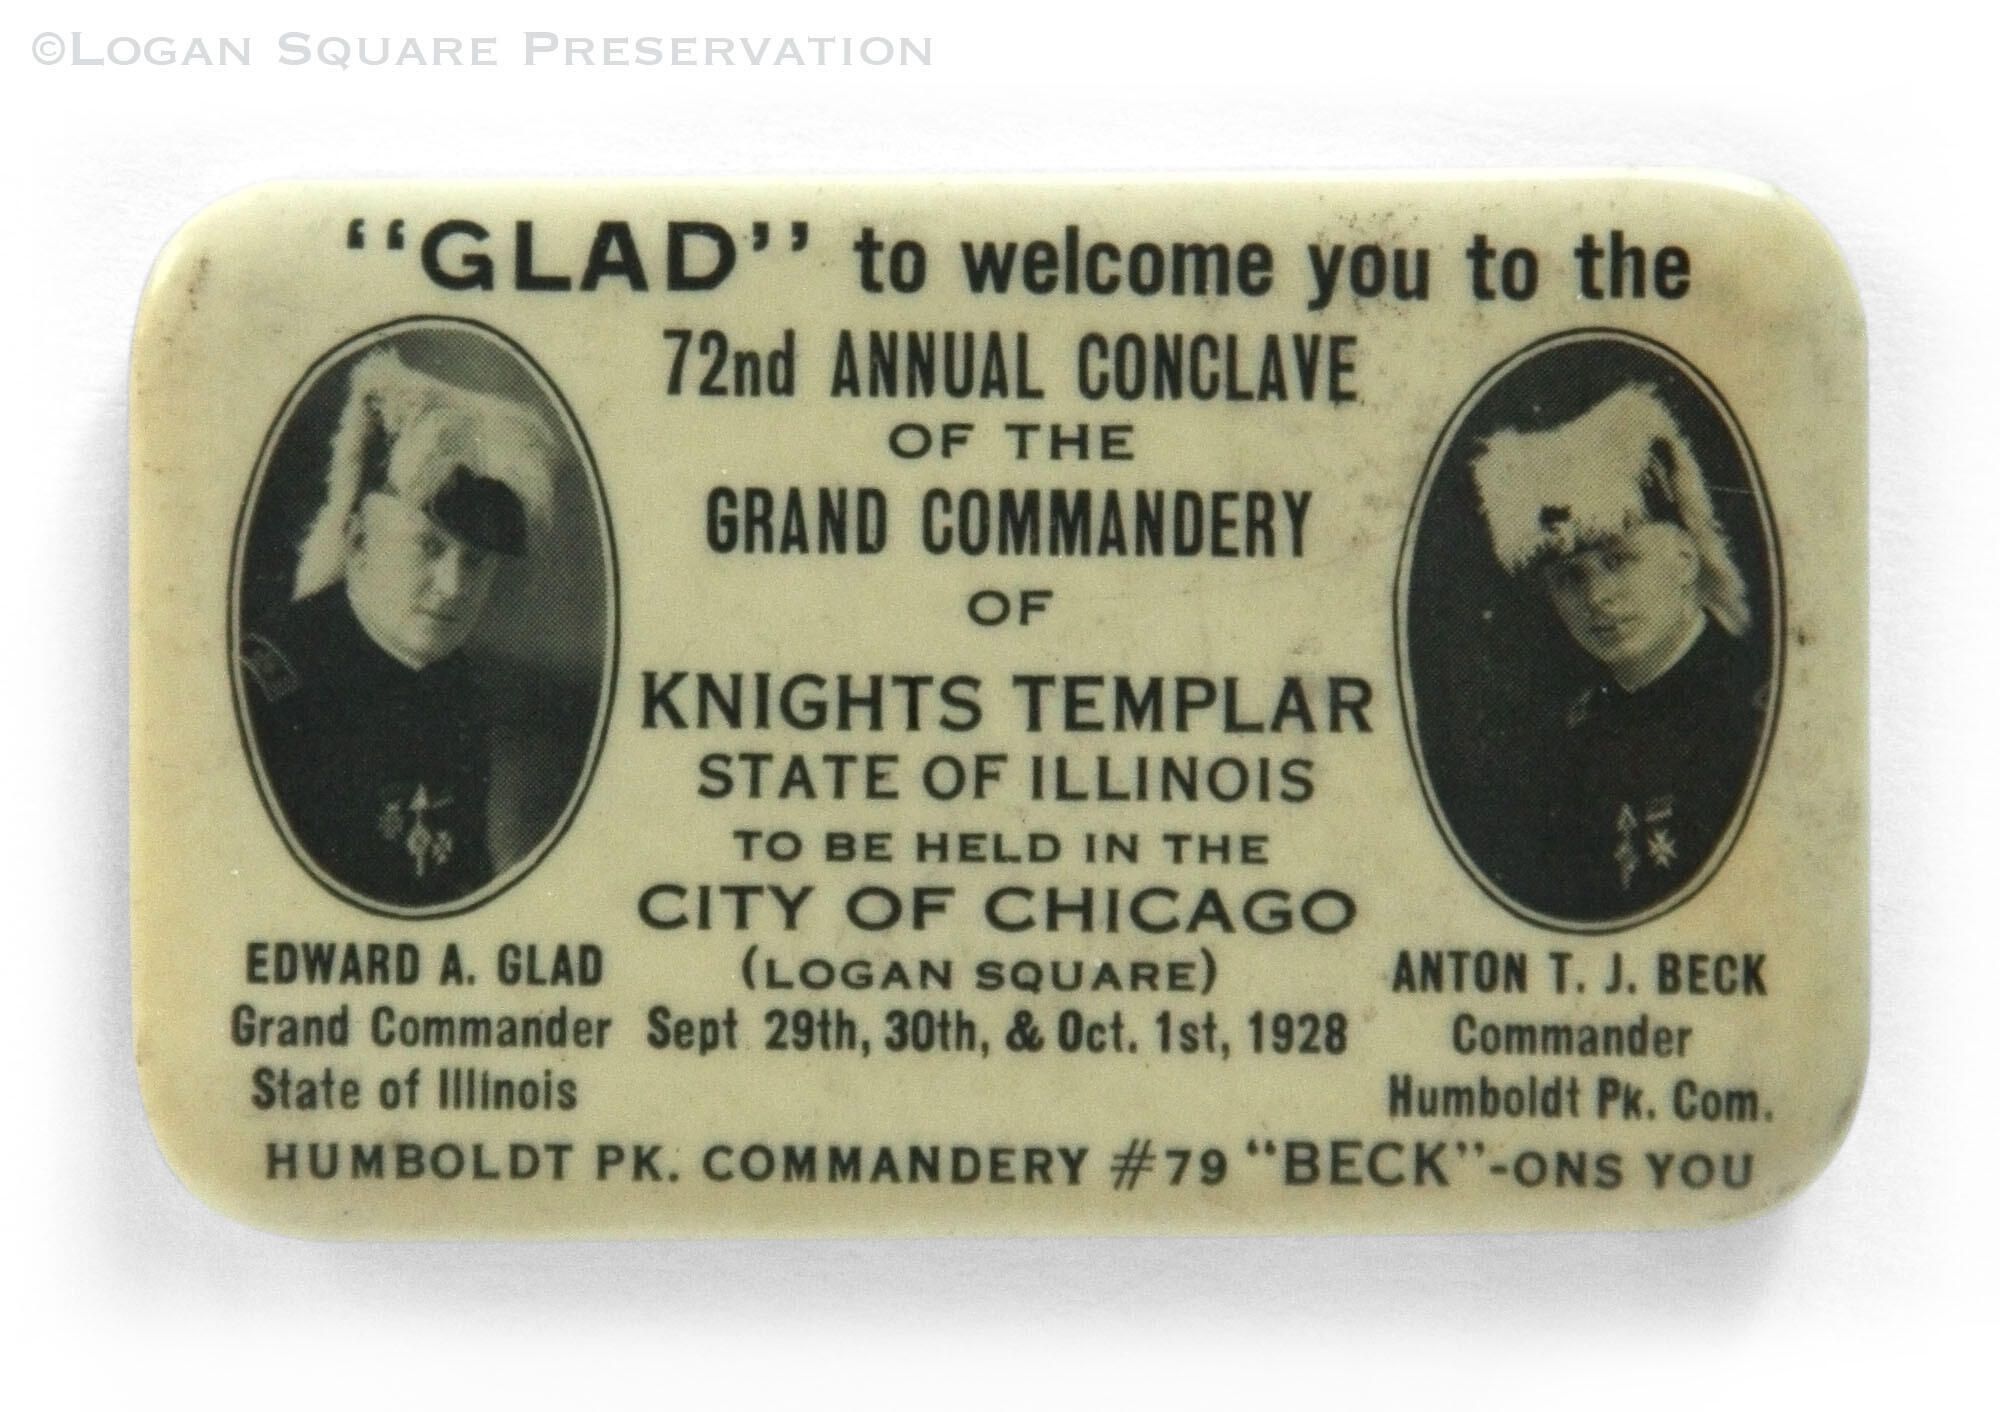 ©LOGAN SQUARE PRESERVATION
"GLAD" to welcome you to the
72nd ANNUAL CONCLAVE
OF THE
GRAND COMMANDERY
OF
KNIGHTS TEMPLAR
STATE OF ILLINOIS
TO BE HELD IN THE
CITY OF CHICAGO
(LOGAN SQUARE)
Sept 29th, 30th, & Oct. 1st, 1928
EDWARD A. GLAD
Grand Commander
State of Illinois
ANTON T. J. BECK
Commander
Humboldt Pk. Com.
HUMBOLDT PK. COMMANDERY #79 "BECK"-ONS YOU